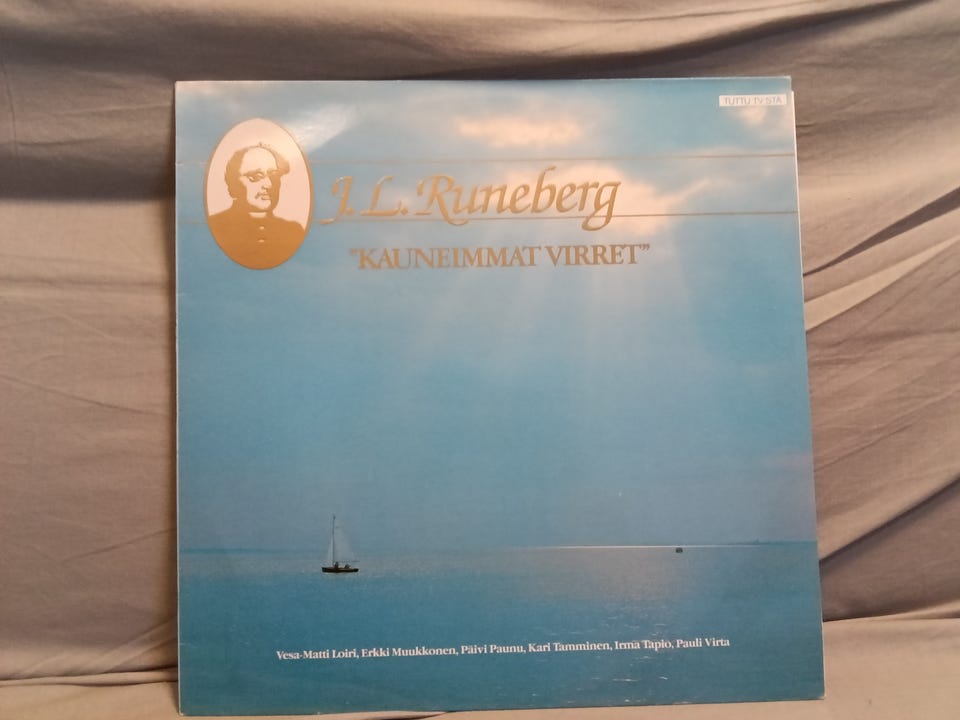 TUTTU TV:STÄ
J.L. Runeberg
"KAUNEIMMAT VIRRET"
Vesa-Matti Loiri, Erkki Muukkonen, Päivi Paunu, Kari Tamminen, Irma Tapio, Pauli Virta